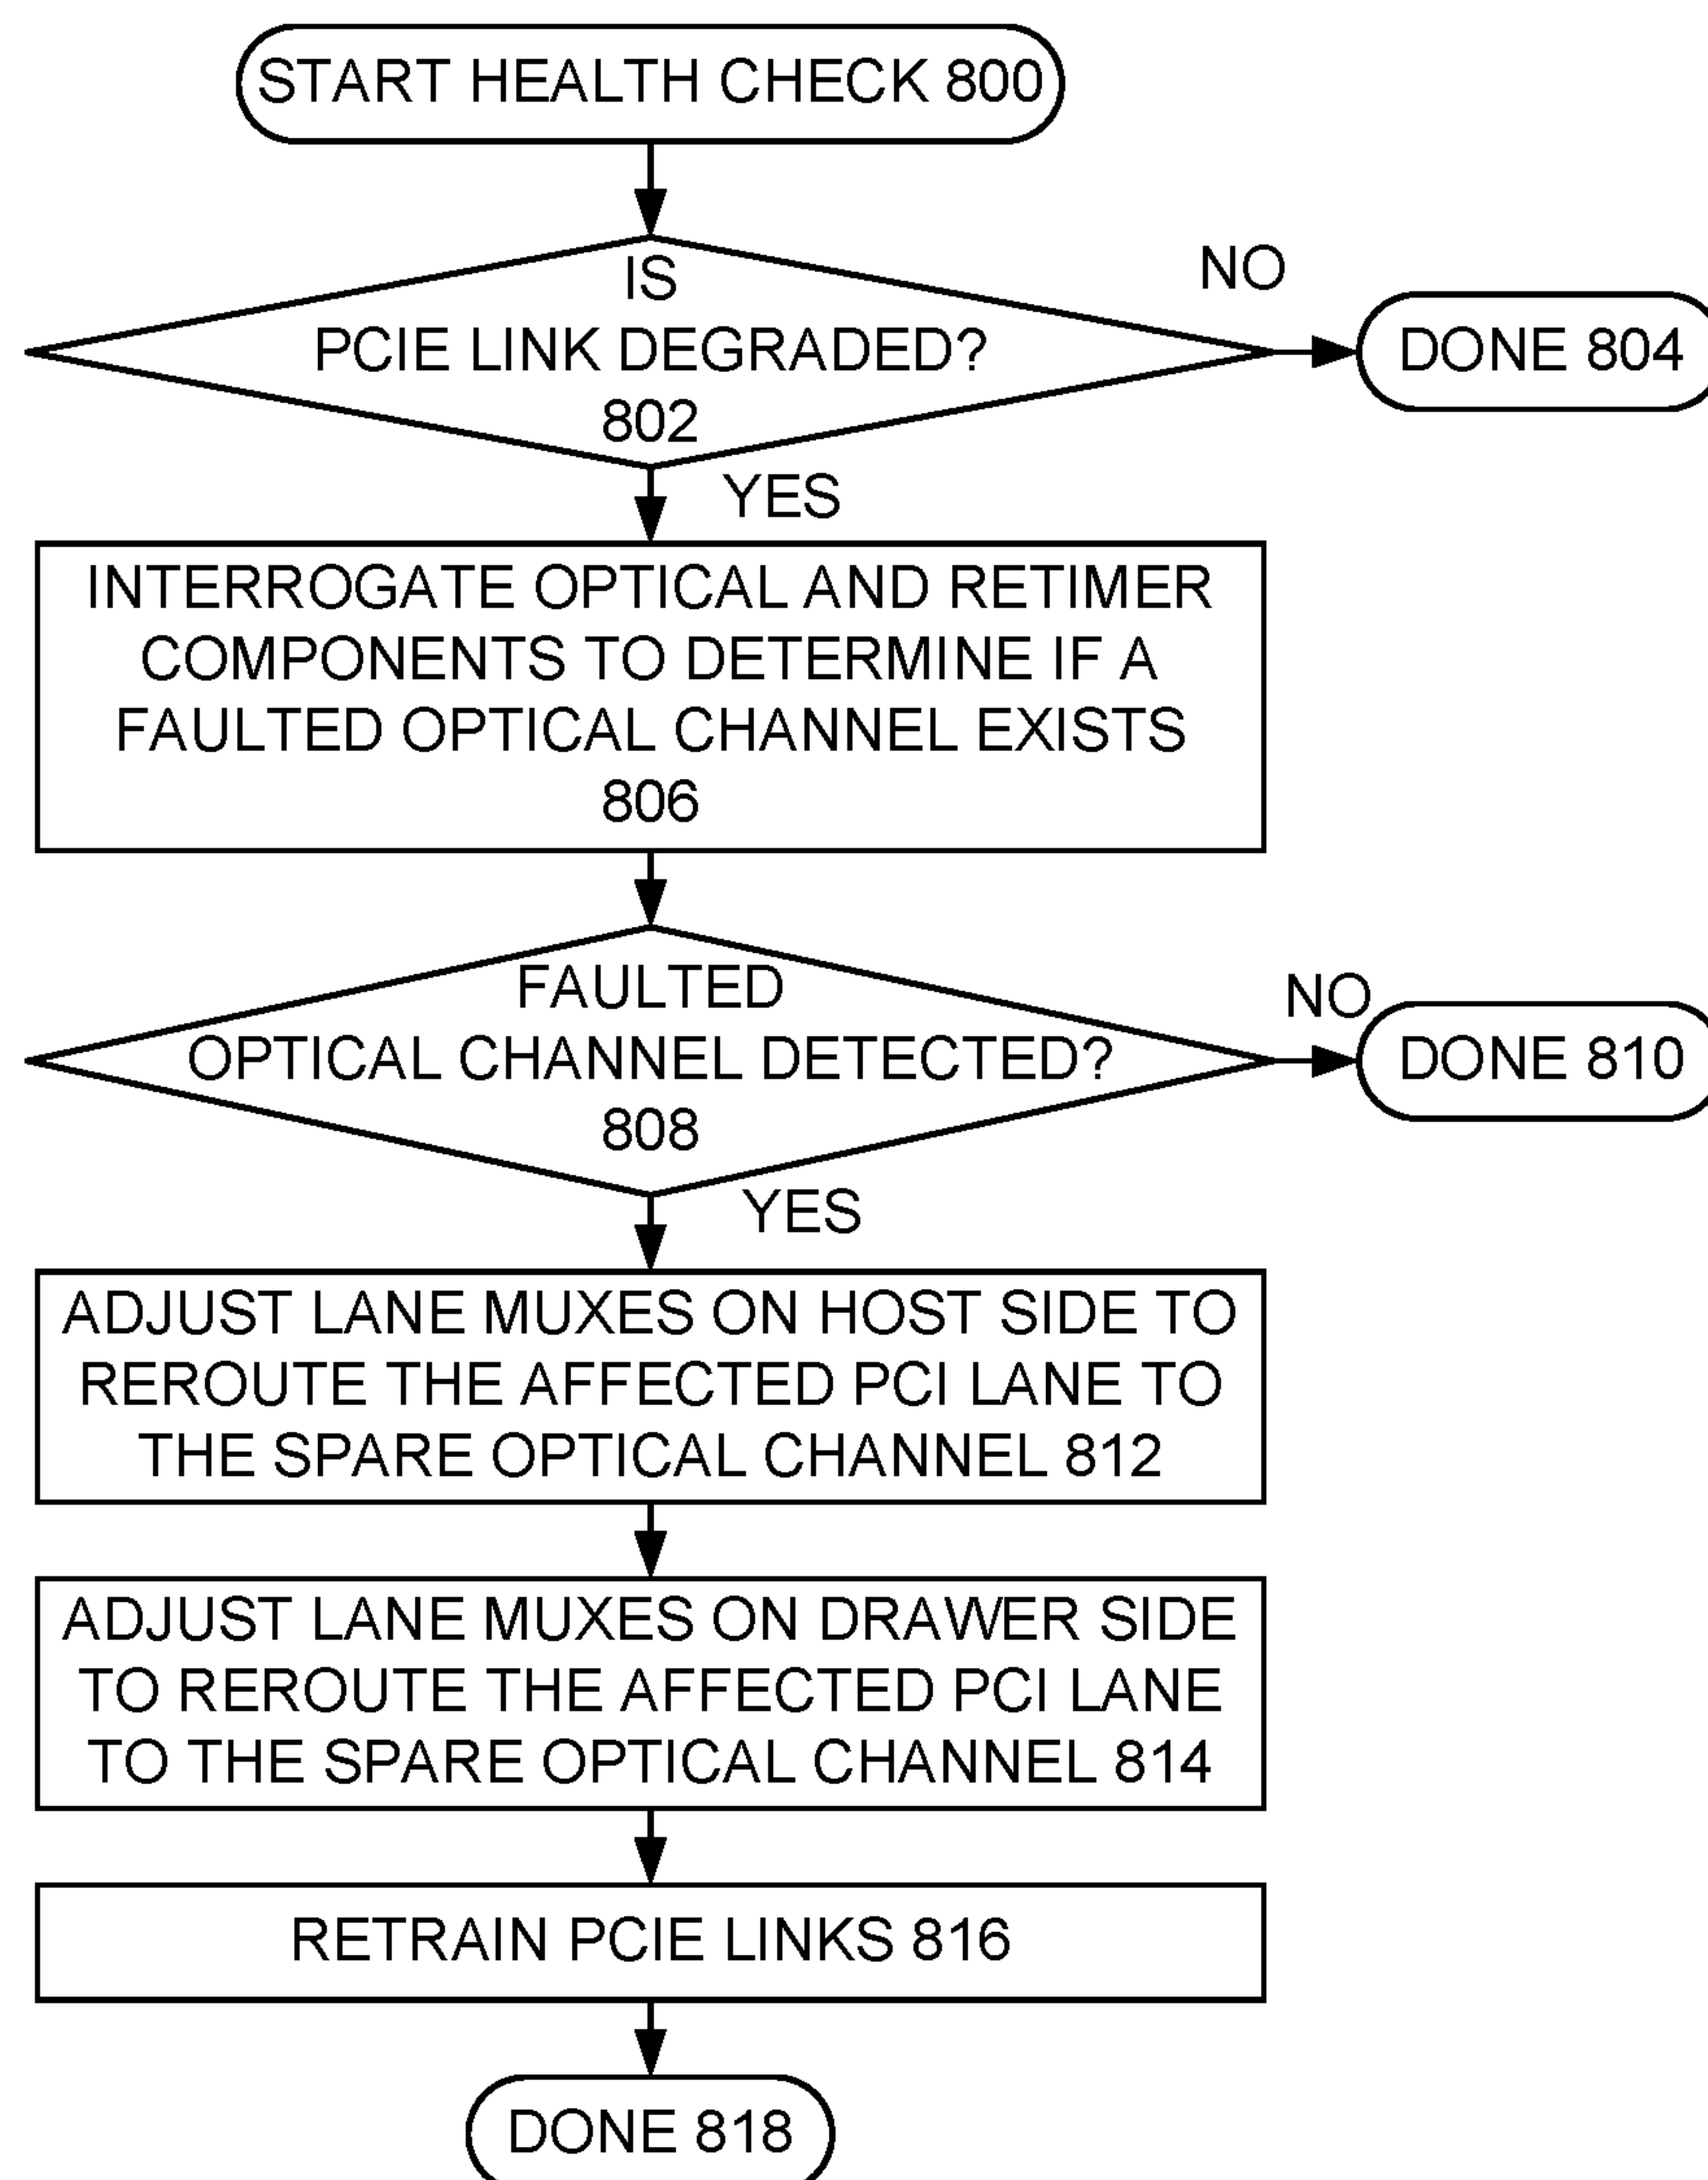 START HEALTH CHECK 800
IS
PCIE LINK DEGRADED?
802
NO
DONE 804
YES
INTERROGATE OPTICAL AND RETIMER
COMPONENTS TO DETERMINE IF A
FAULTED OPTICAL CHANNEL EXISTS
806
FAULTED
OPTICAL CHANNEL DETECTED?
808
NO
DONE 810
YES
ADJUST LANE MUXES ON HOST SIDE TO
REROUTE THE AFFECTED PCI LANE TO
THE SPARE OPTICAL CHANNEL 812
ADJUST LANE MUXES ON DRAWER SIDE
TO REROUTE THE AFFECTED PCI LANE
TO THE SPARE OPTICAL CHANNEL 814
RETRAIN PCIE LINKS 816
DONE 818